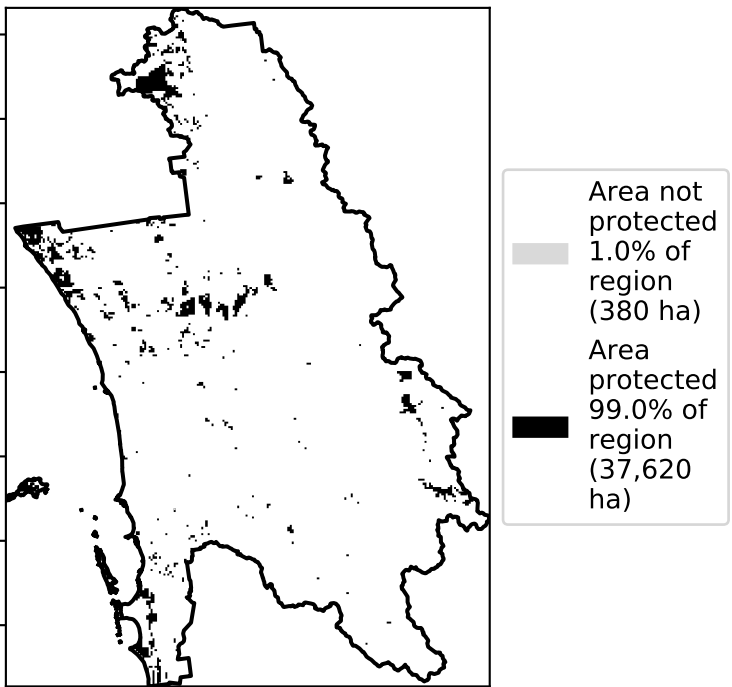 Area not
protected
1.0% of
region
(380 ha)
Area
protected
99.0% of
region
(37,620
ha)